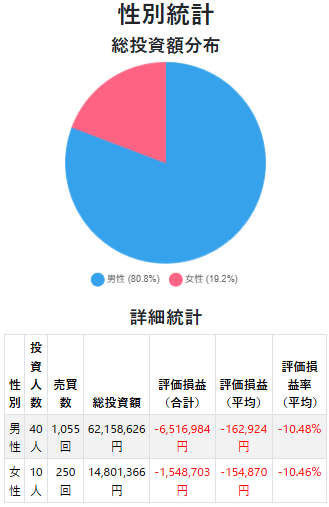 性別統計
総投資額分布
男性 (80.8%) 女性 (19.2%)
詳細統計
性別 投資人数 売買数 総投資額 評価損益（合計） 評価損益（平均） 評価損益率（平均）
男性 40人 1,055回 62,158,626円 -6,516,984円 -162,924円 -10.48%
女性 10人 250回 14,801,366円 -1,548,703円 -154,870円 -10.46%